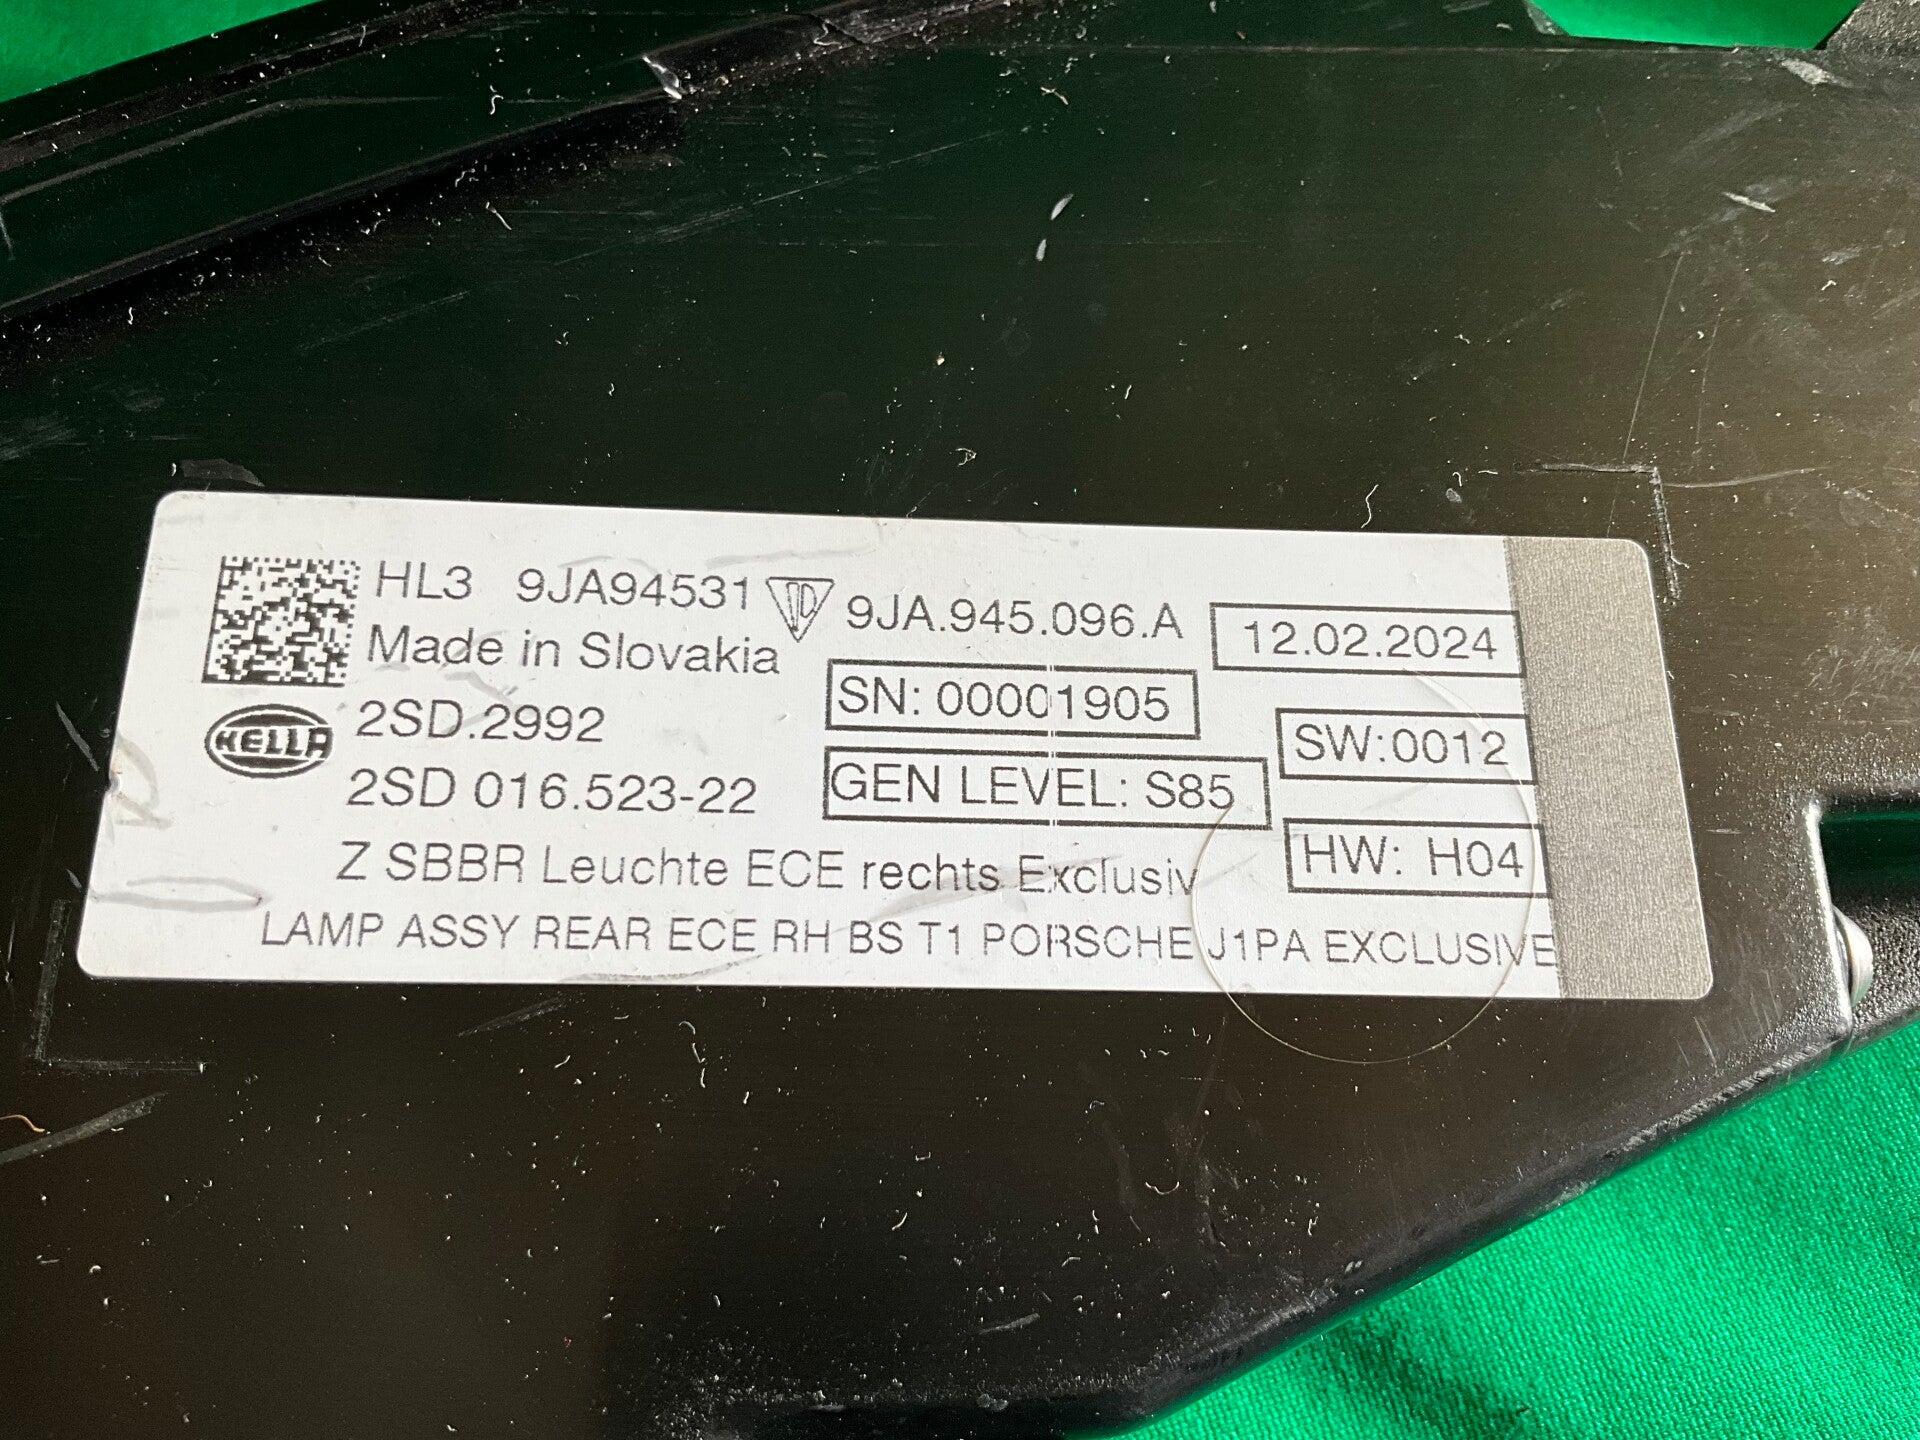 HL3 9JA94531
Made in Slovakia
2SD.2992
HELLA
2SD 016.523-22
9JA.945.096.A
12.02.2024
SN: 00001905
SW:0012
GEN LEVEL: S85
HW: H04
Z SBBR Leuchte ECE rechts Exclusiv
LAMP ASSY REAR ECE RH BS T1 PORSCHE J1PA EXCLUSIVE